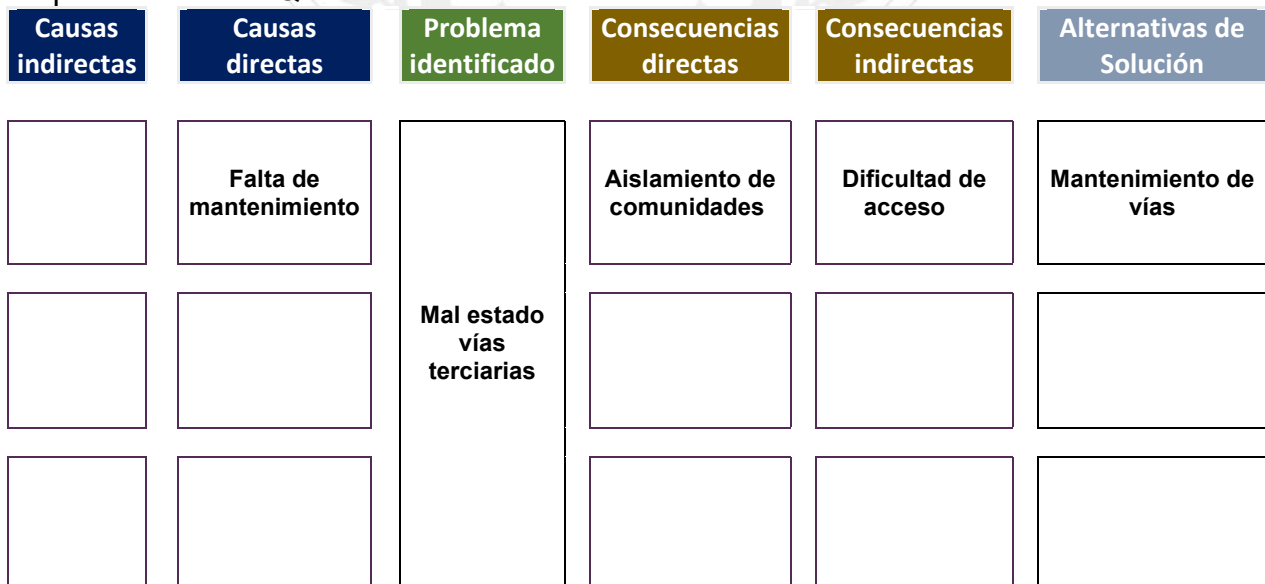 Causas
indirectas
Causas
directas
Problema
identificado
Consecuencias
directas
Consecuencias
indirectas
Alternativas de
Solución
Falta de
mantenimiento
Mal estado
vías
terciarias
Aislamiento de
comunidades
Dificultad de
acceso
Mantenimiento de
vías